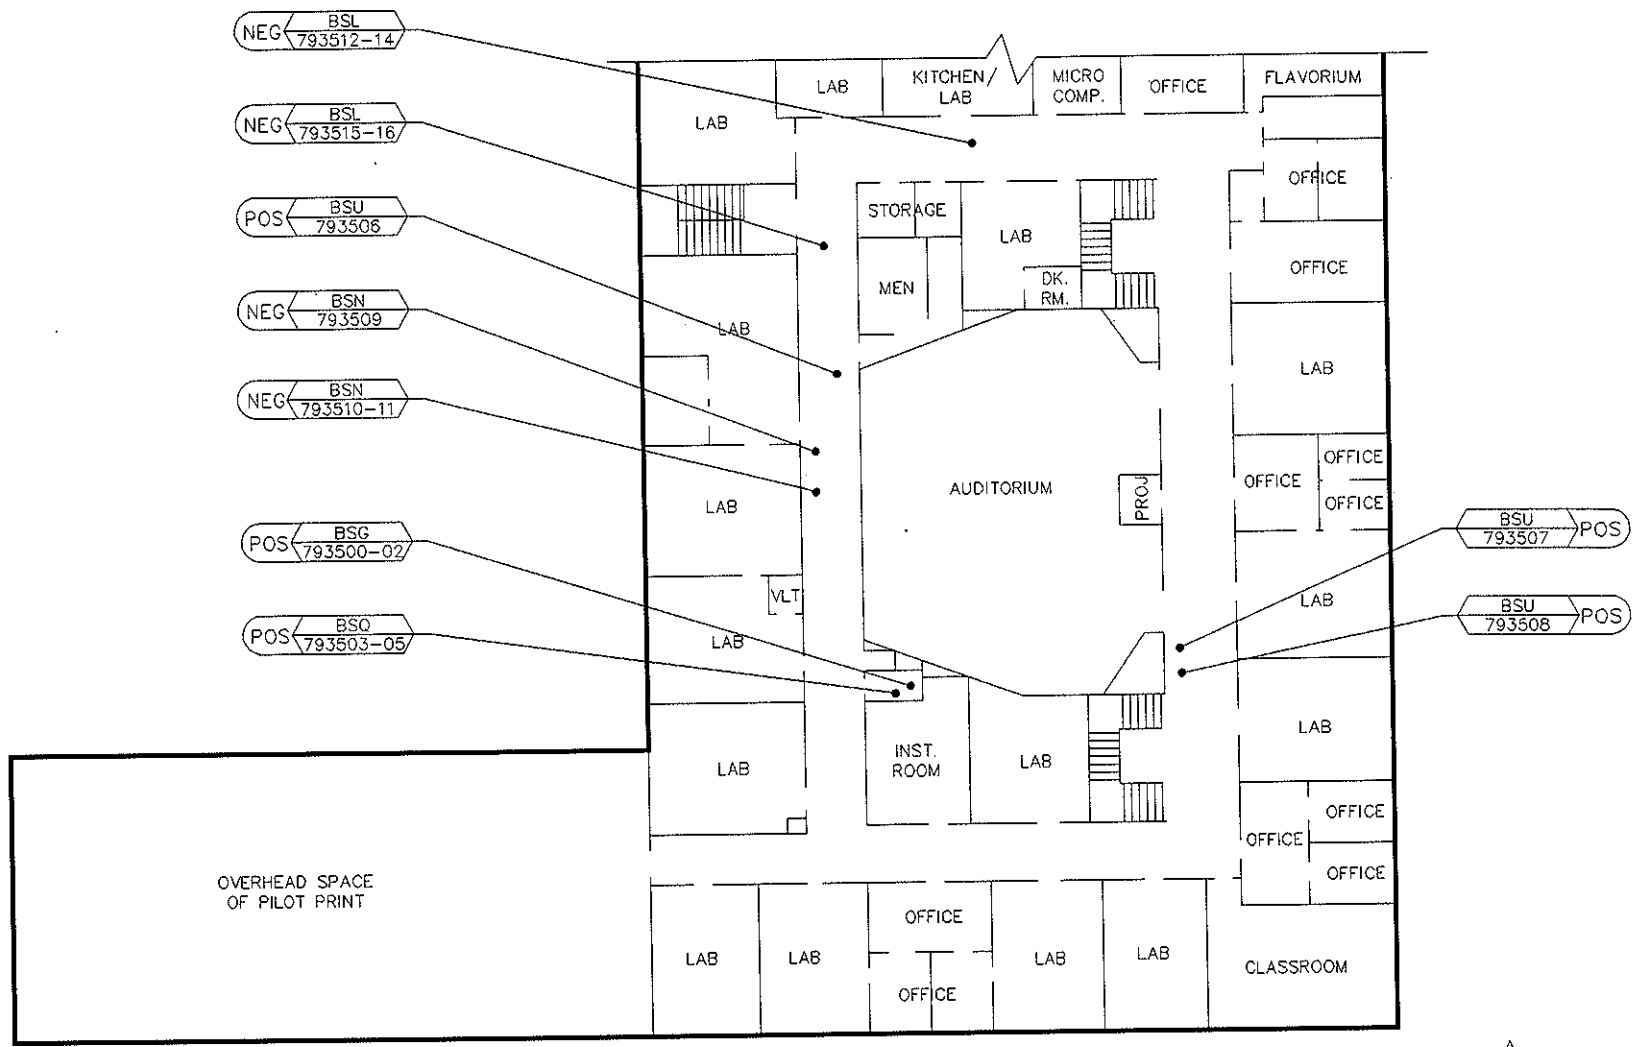 NEG
BSL
793512-14
NEG
BSL
793515-16
POS
BSU
793506
NEG
BSN
793509
NEG
BSN
793510-11
POS
BSG
793500-02
POS
BSQ
793503-05
BSU
793507
POS
BSU
793508
POS
LAB
LAB
KITCHEN/
LAB
MICRO
COMP.
OFFICE
FLAVORIUM
OFFICE
STORAGE
LAB
MEN
DK.
RM.
OFFICE
LAB
LAB
AUDITORIUM
PROJ
OFFICE
OFFICE
OFFICE
LAB
VLT
LAB
LAB
INST.
ROOM
LAB
LAB
LAB
OFFICE
OFFICE
OFFICE
OVERHEAD SPACE
OF PILOT PRINT
LAB
LAB
OFFICE
OFFICE
LAB
LAB
CLASSROOM